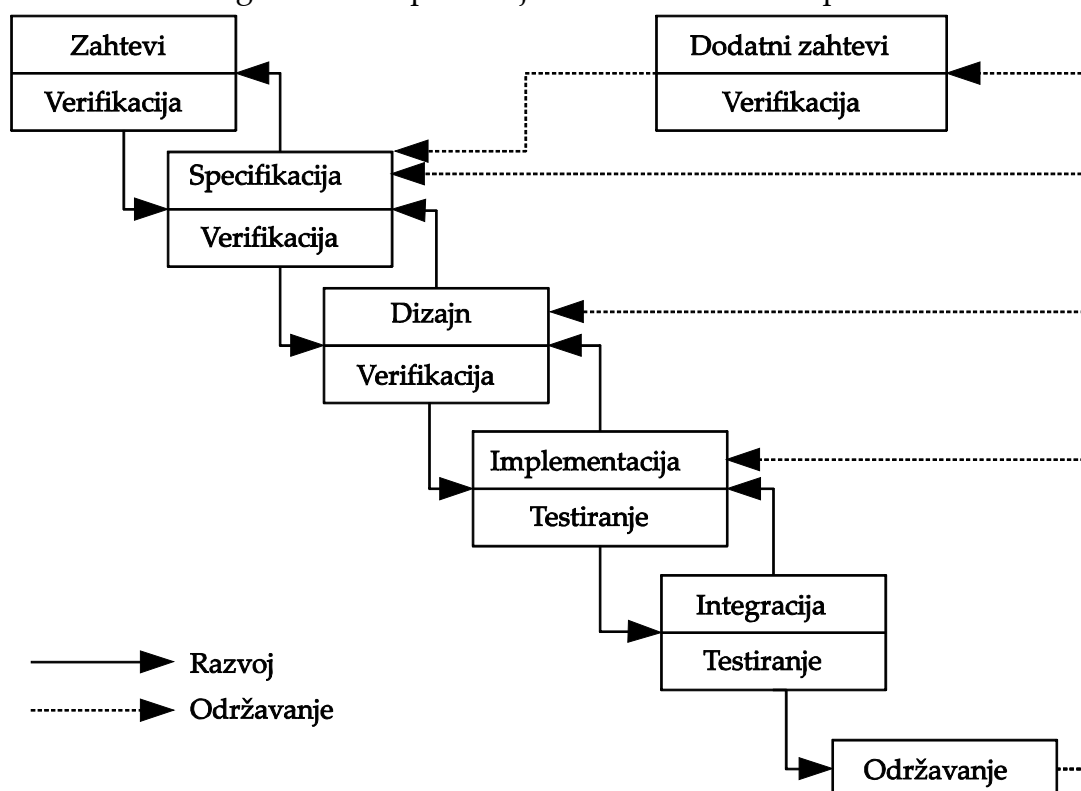 Zahtevi
Verifikacija
Dodatni zahtevi
Verifikacija
Specifikacija
Verifikacija
Dizajn
Verifikacija
Implementacija
Testiranje
Integracija
Testiranje
Razvoj
Održavanje
Održavanje